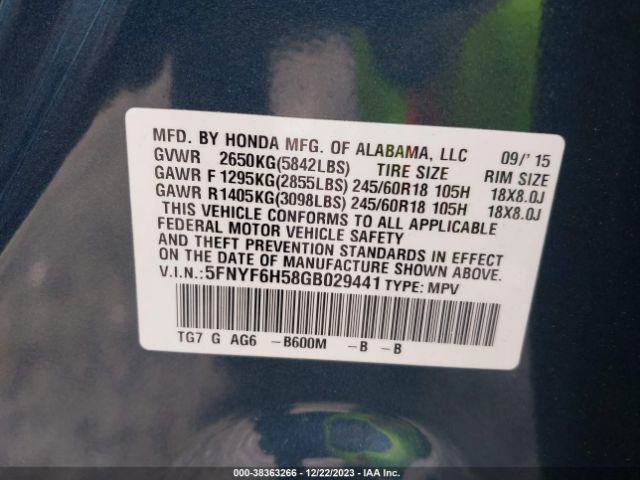 MFD. BY HONDA MFG. OF ALABAMA, LLC 09/' 15
GVWR 2650KG(5842LBS) TIRE SIZE RIM SIZE
GAWR F 1295KG(2855LBS) 245/60R18 105H 18X8.0J
GAWR R 1405KG(3098LBS) 245/60R18 105H 18X8.0J
THIS VEHICLE CONFORMS TO ALL APPLICABLE
FEDERAL MOTOR VEHICLE SAFETY
AND THEFT PREVENTION STANDARDS IN EFFECT
ON THE DATE OF MANUFACTURE SHOWN ABOVE.
V.I.N.: 5FNYF6H58GB029441 TYPE: MPV
TG7 G AG6 -B600M -B -B
000-38363266 - 12/22/2023 - IAA Inc.